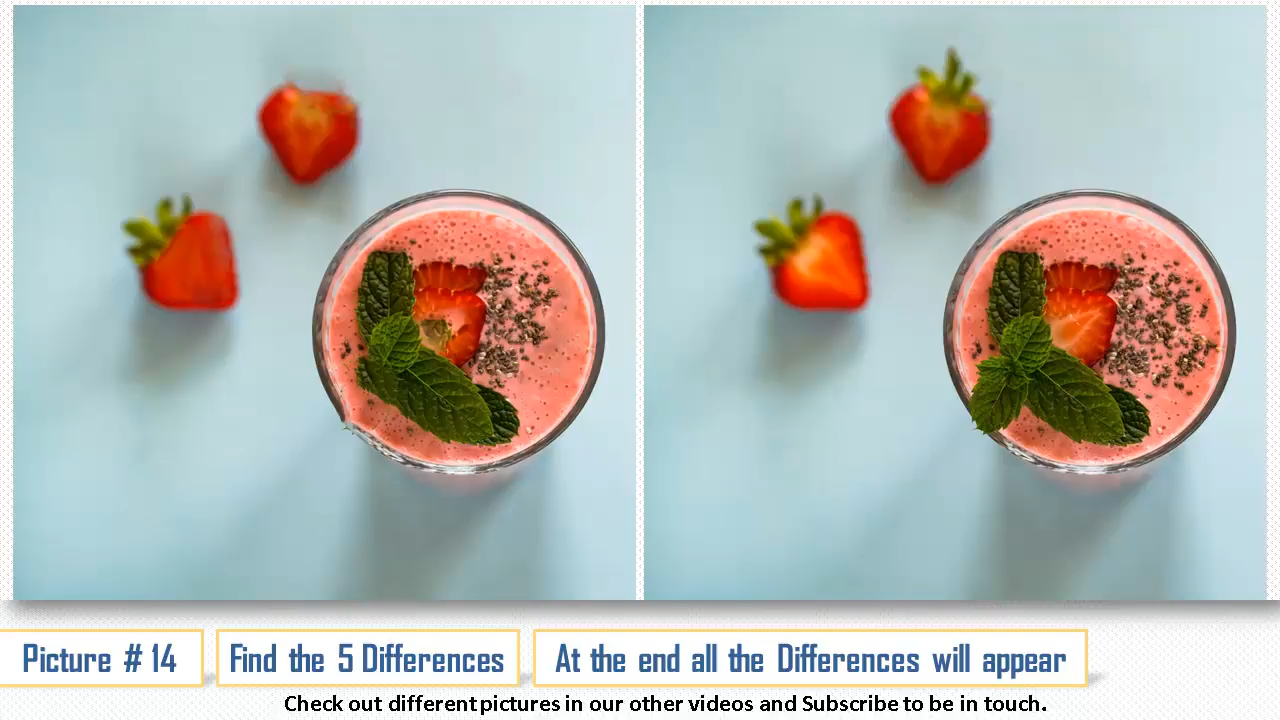 Picture # 14
Find the 5 Differences
At the end all the Differences will appear
Check out different pictures in our other videos and Subscribe to be in touch.